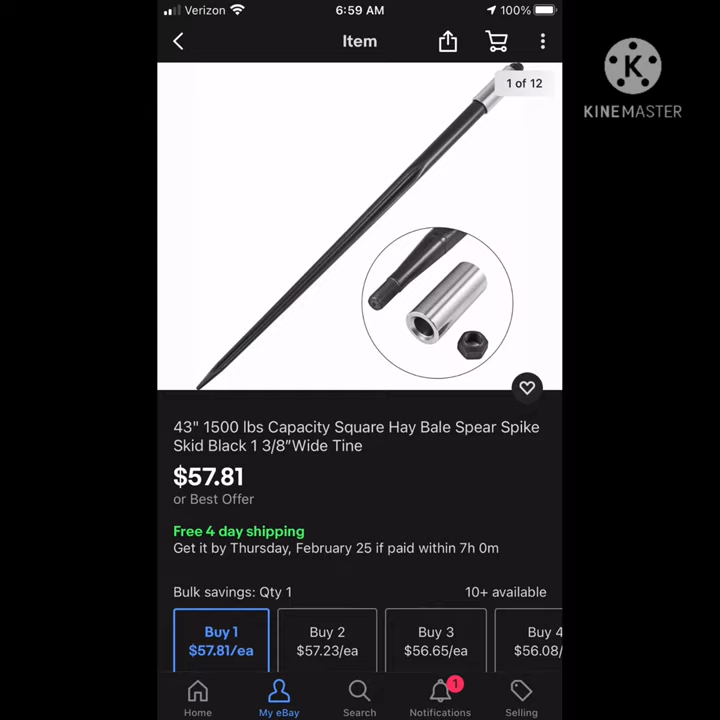 Verizon 6:59 AM 100%
Item
1 of 12
K
KINEMASTER
43" 1500 lbs Capacity Square Hay Bale Spear Spike
Skid Black 1 3/8″Wide Tine
$57.81
or Best Offer
Free 4 day shipping
Get it by Thursday, February 25 if paid within 7h 0m
Bulk savings: Qty 1 10+ available
Buy 1 Buy 2 Buy 3 Buy 4
$57.81/ea $57.23/ea $56.65/ea $56.08/
1
Home My eBay Search Notifications Selling